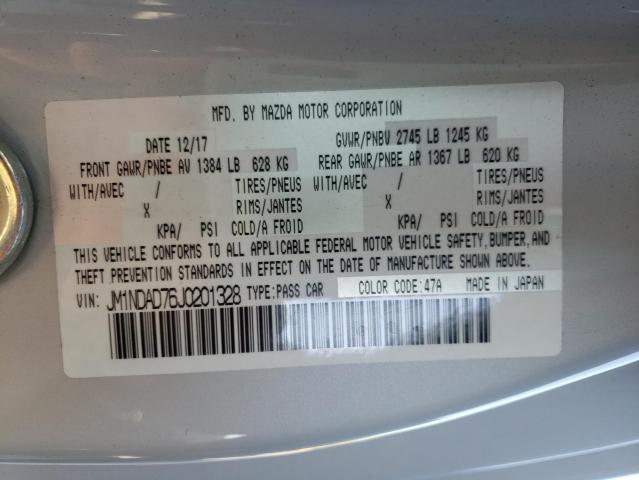 MFD. BY MAZDA MOTOR CORPORATION
DATE 12/17 GVWR/PNBV 2745 LB 1245 KG
FRONT GAWR/PNBE AV 1384 LB 628 KG REAR GAWR/PNBE AR 1367 LB 620 KG
WITH/AVEC / TIRES/PNEUS WITH/AVEC / TIRES/PNEUS
X RIMS/JANTES X RIMS/JANTES
KPA/ PSI COLD/A FROID KPA/ PSI COLD/A FROID
THIS VEHICLE CONFORMS TO ALL APPLICABLE FEDERAL MOTOR VEHICLE SAFETY, BUMPER, AND
THEFT PREVENTION STANDARDS IN EFFECT ON THE DATE OF MANUFACTURE SHOWN ABOVE.
VIN: JM1NDAD76J0201328 TYPE:PASS CAR COLOR CODE:47A MADE IN JAPAN